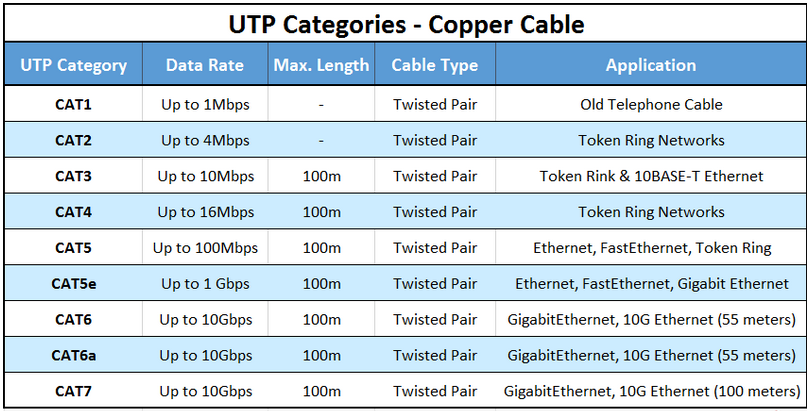 UTP Categories - Copper Cable
UTP Category Data Rate Max. Length Cable Type Application
CAT1 Up to 1Mbps - Twisted Pair Old Telephone Cable
CAT2 Up to 4Mbps - Twisted Pair Token Ring Networks
CAT3 Up to 10Mbps 100m Twisted Pair Token Rink & 10BASE-T Ethernet
CAT4 Up to 16Mbps 100m Twisted Pair Token Ring Networks
CAT5 Up to 100Mbps 100m Twisted Pair Ethernet, FastEthernet, Token Ring
CAT5e Up to 1 Gbps 100m Twisted Pair Ethernet, FastEthernet, Gigabit Ethernet
CAT6 Up to 10Gbps 100m Twisted Pair GigabitEthernet, 10G Ethernet (55 meters)
CAT6a Up to 10Gbps 100m Twisted Pair GigabitEthernet, 10G Ethernet (55 meters)
CAT7 Up to 10Gbps 100m Twisted Pair GigabitEthernet, 10G Ethernet (100 meters)